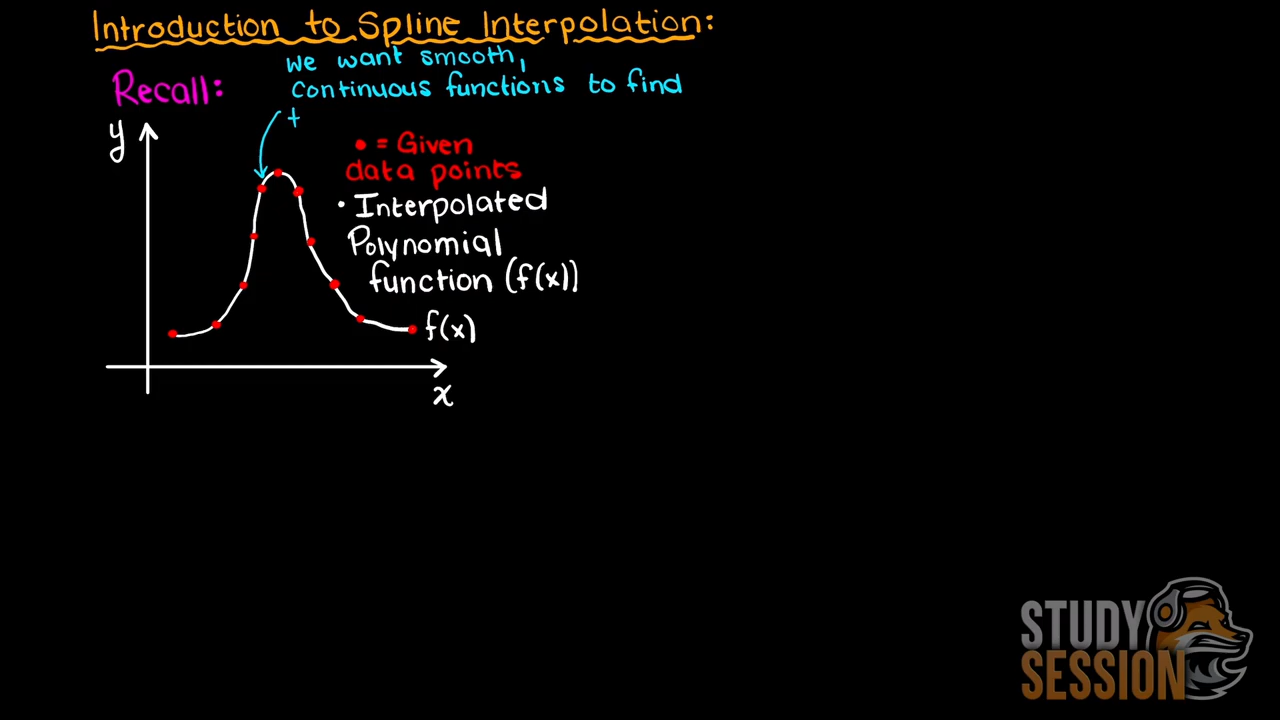 Introduction to Spline Interpolation:
Recall:
we want smooth,
continuous functions to find
t
y
• = Given
data points
• Interpolated
Polynomial
function (f(x))
f(x)
x
STUDY
SESSION